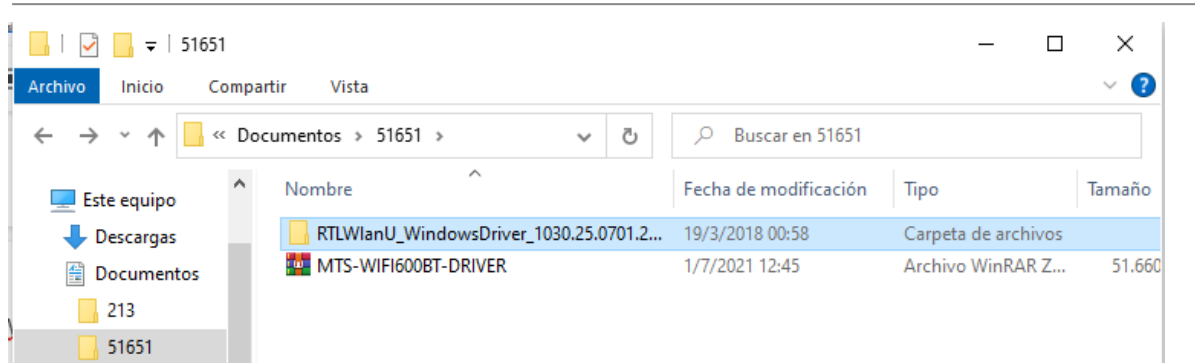 51651
Archivo Inicio Compartir Vista
« Documentos > 51651 > Buscar en 51651
Este equipo
Descargas
Documentos
213
51651
Nombre Fecha de modificación Tipo Tamaño
RTLWlanU_WindowsDriver_1030.25.0701.2... 19/3/2018 00:58 Carpeta de archivos
MTS-WIFI600BT-DRIVER 1/7/2021 12:45 Archivo WinRAR Z... 51.660